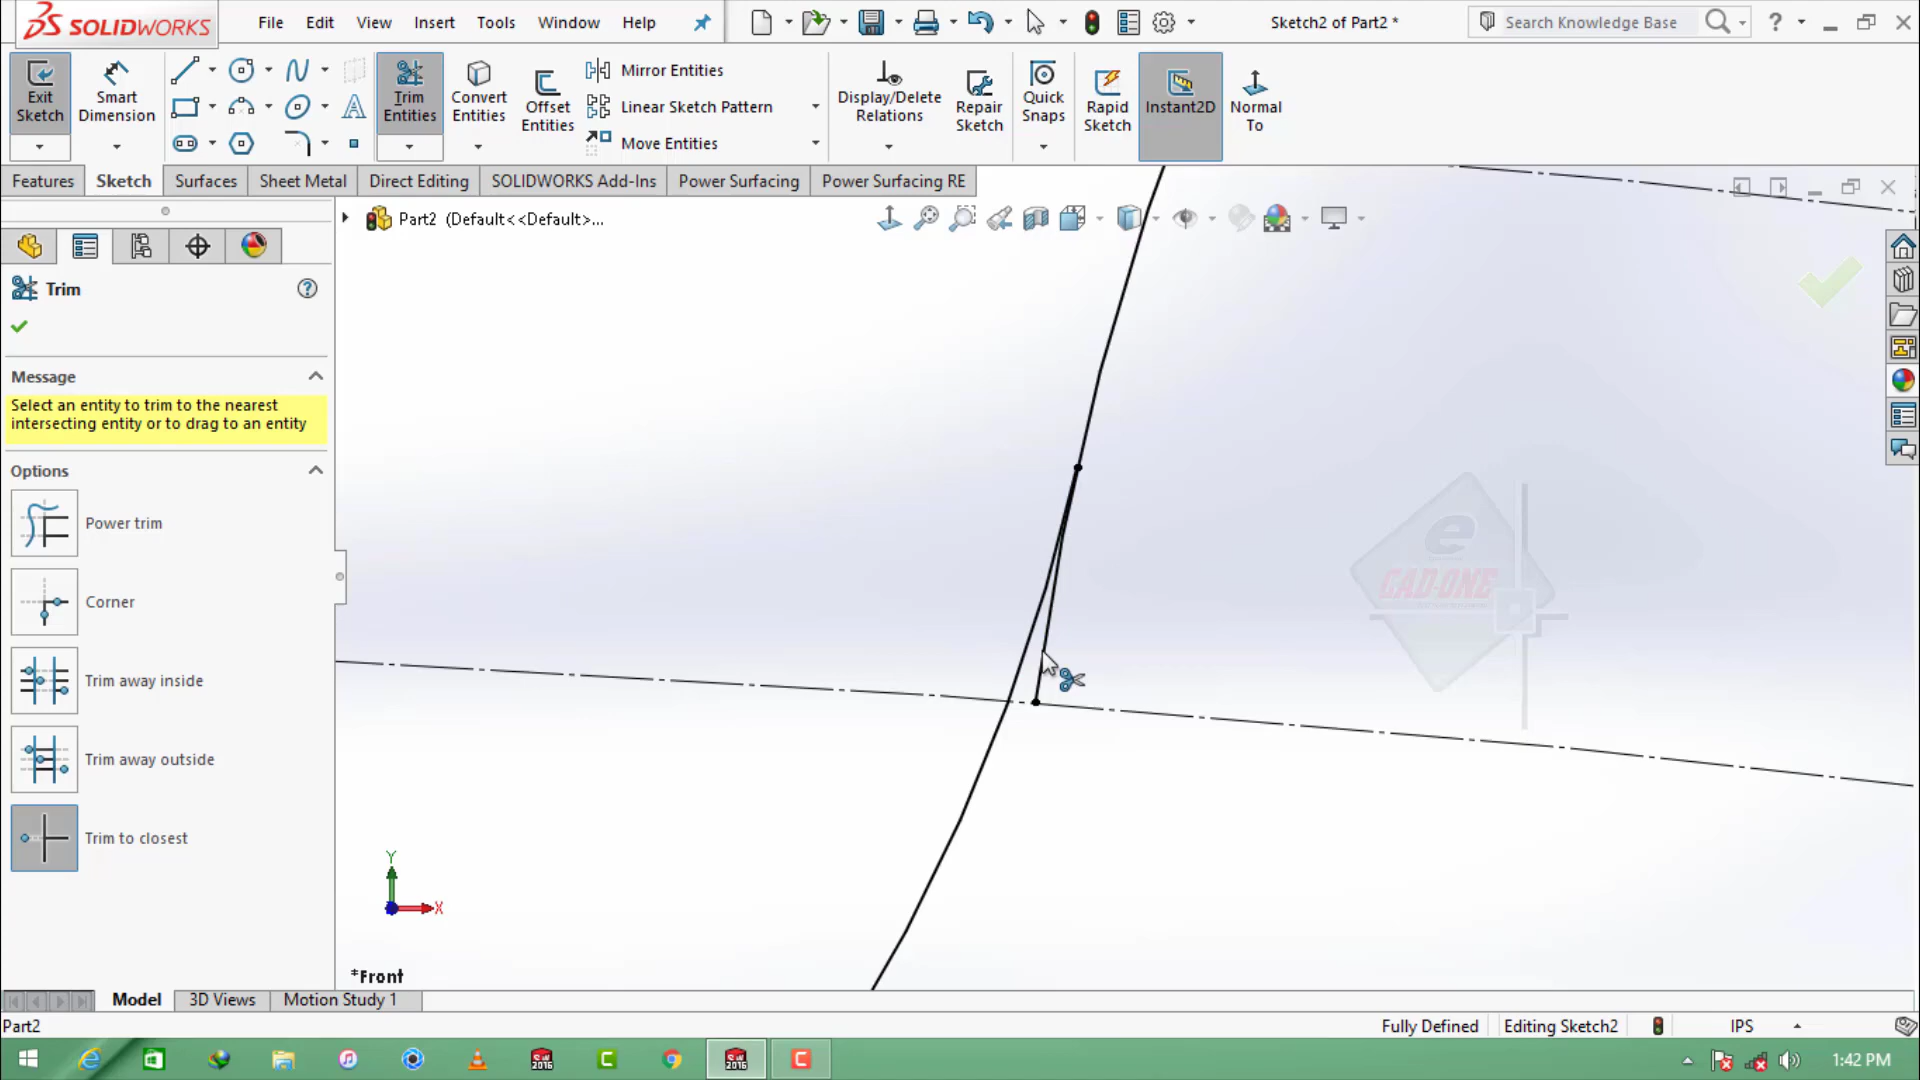 SOLIDWORKS File Edit View Insert Tools Window Help Sketch2 of Part2 * Search Knowledge Base ?
Exit Sketch
Smart Dimension
Trim Entities
Convert Entities
Offset Entities
Mirror Entities
Linear Sketch Pattern
Move Entities
Display/Delete Relations
Repair Sketch
Quick Snaps
Rapid Sketch
Instant2D
Normal To
Features Sketch Surfaces Sheet Metal Direct Editing SOLIDWORKS Add-Ins Power Surfacing Power Surfacing RE
Part2 (Default<<Default>...
Trim
Message
Select an entity to trim to the nearest
intersecting entity or to drag to an entity
Options
Power trim
Corner
Trim away inside
Trim away outside
Trim to closest
e
CAD-ONE
Y
X
*Front
Model 3D Views Motion Study 1
Part2 Fully Defined Editing Sketch2 IPS
1:42 PM